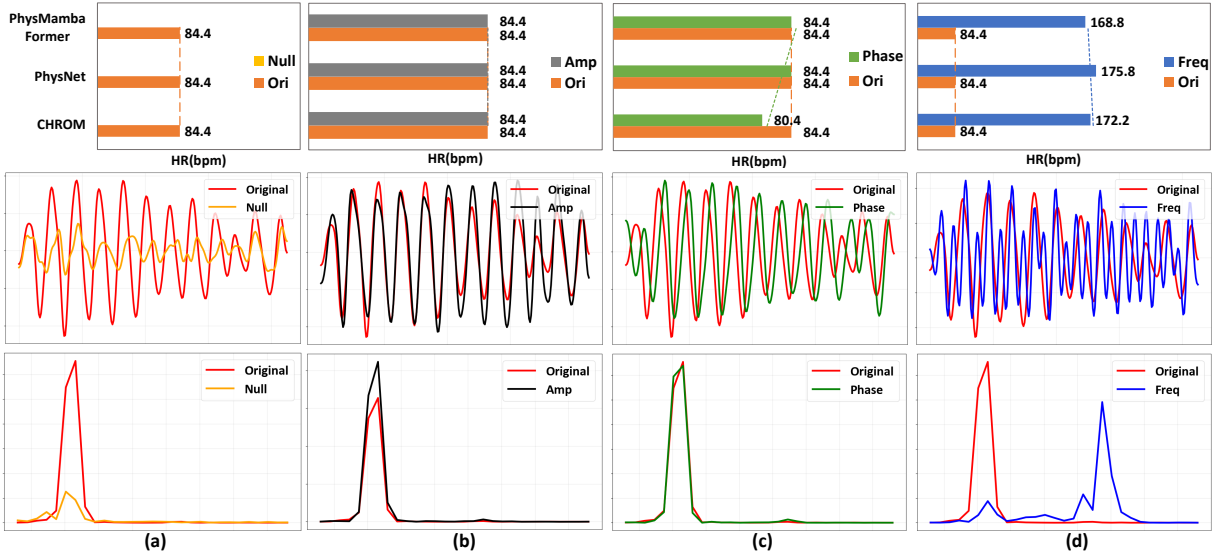 PhysMamba
Former
PhysNet
CHROM
84.4
84.4
84.4
Null
Ori
84.4
84.4
84.4
84.4
84.4
84.4
Amp
Ori
84.4
84.4
84.4
84.4
80.4
84.4
Phase
Ori
168.8
84.4
175.8
84.4
172.2
84.4
Freq
Ori
HR(bpm)
HR(bpm)
HR(bpm)
HR(bpm)
Original
Null
Original
Amp
Original
Phase
Original
Freq
Original
Null
Original
Amp
Original
Phase
Original
Freq
(a)
(b)
(c)
(d)